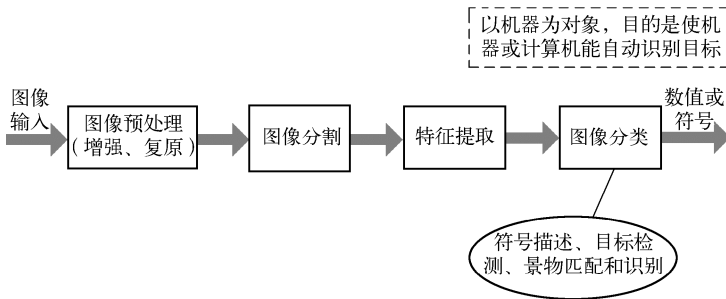 以机器为对象，目的是使机
器或计算机能自动识别目标
图像
输入
图像预处理
（增强、复原）
图像分割
特征提取
图像分类
数值或
符号
符号描述、目标检
测、景物匹配和识别